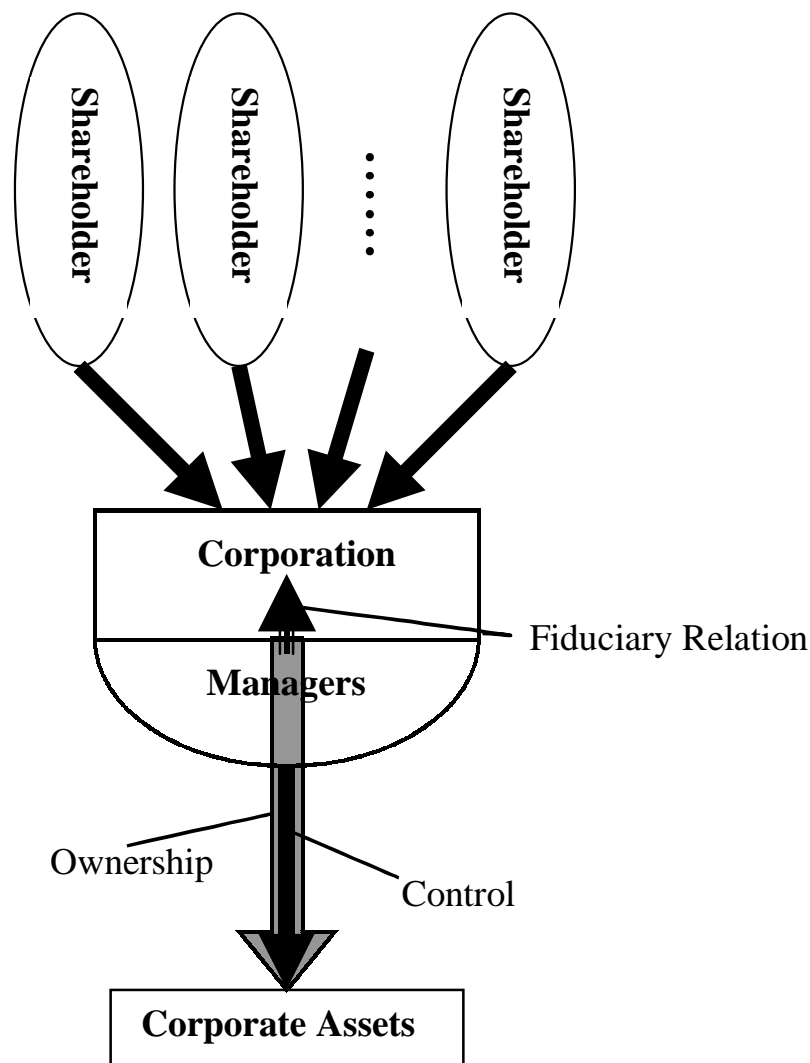 Shareholder
Shareholder
......
Shareholder
Corporation
Fiduciary Relation
Managers
Ownership
Control
Corporate Assets